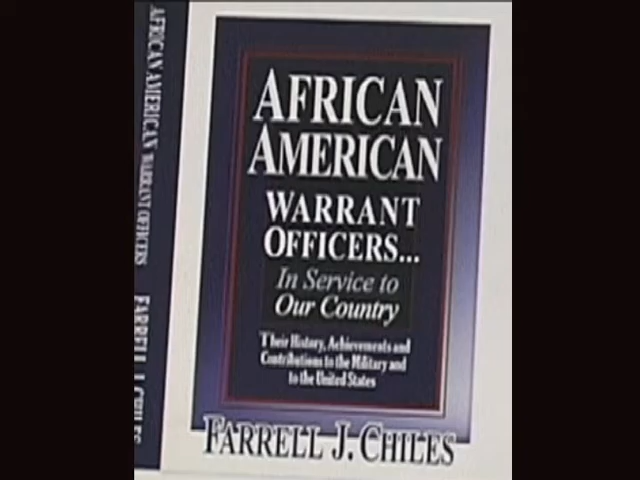 AFRICAN AMERICAN WARRANT OFFICERS FARRELL J. CHILES
AFRICAN
AMERICAN
WARRANT
OFFICERS...
In Service to
Our Country
Their History, Achievements and
Contributions to the Military and
to the United States
FARRELL J. CHILES